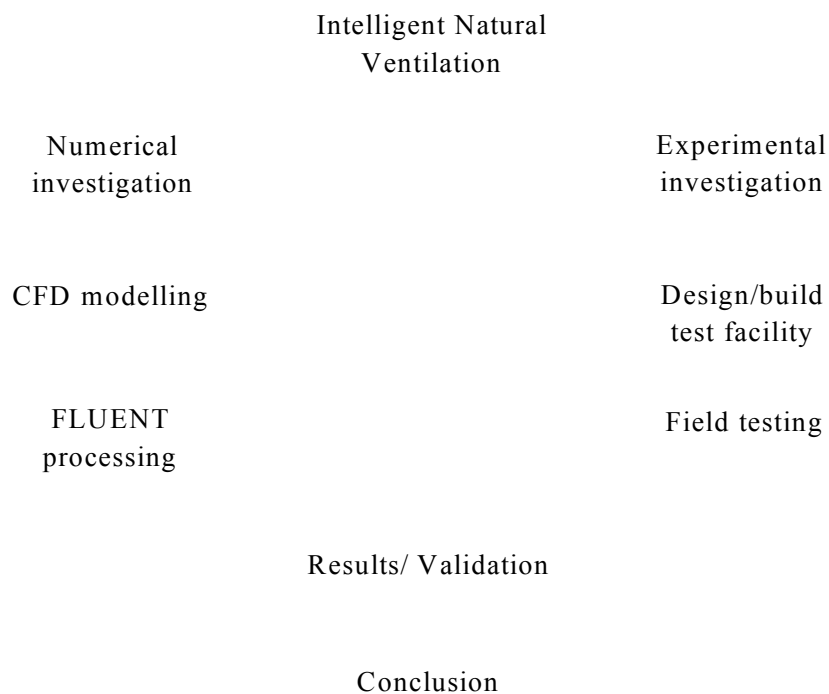 Intelligent Natural
Ventilation
Numerical
investigation
Experimental
investigation
CFD modelling
Design/build
test facility
FLUENT
processing
Field testing
Results/ Validation
Conclusion